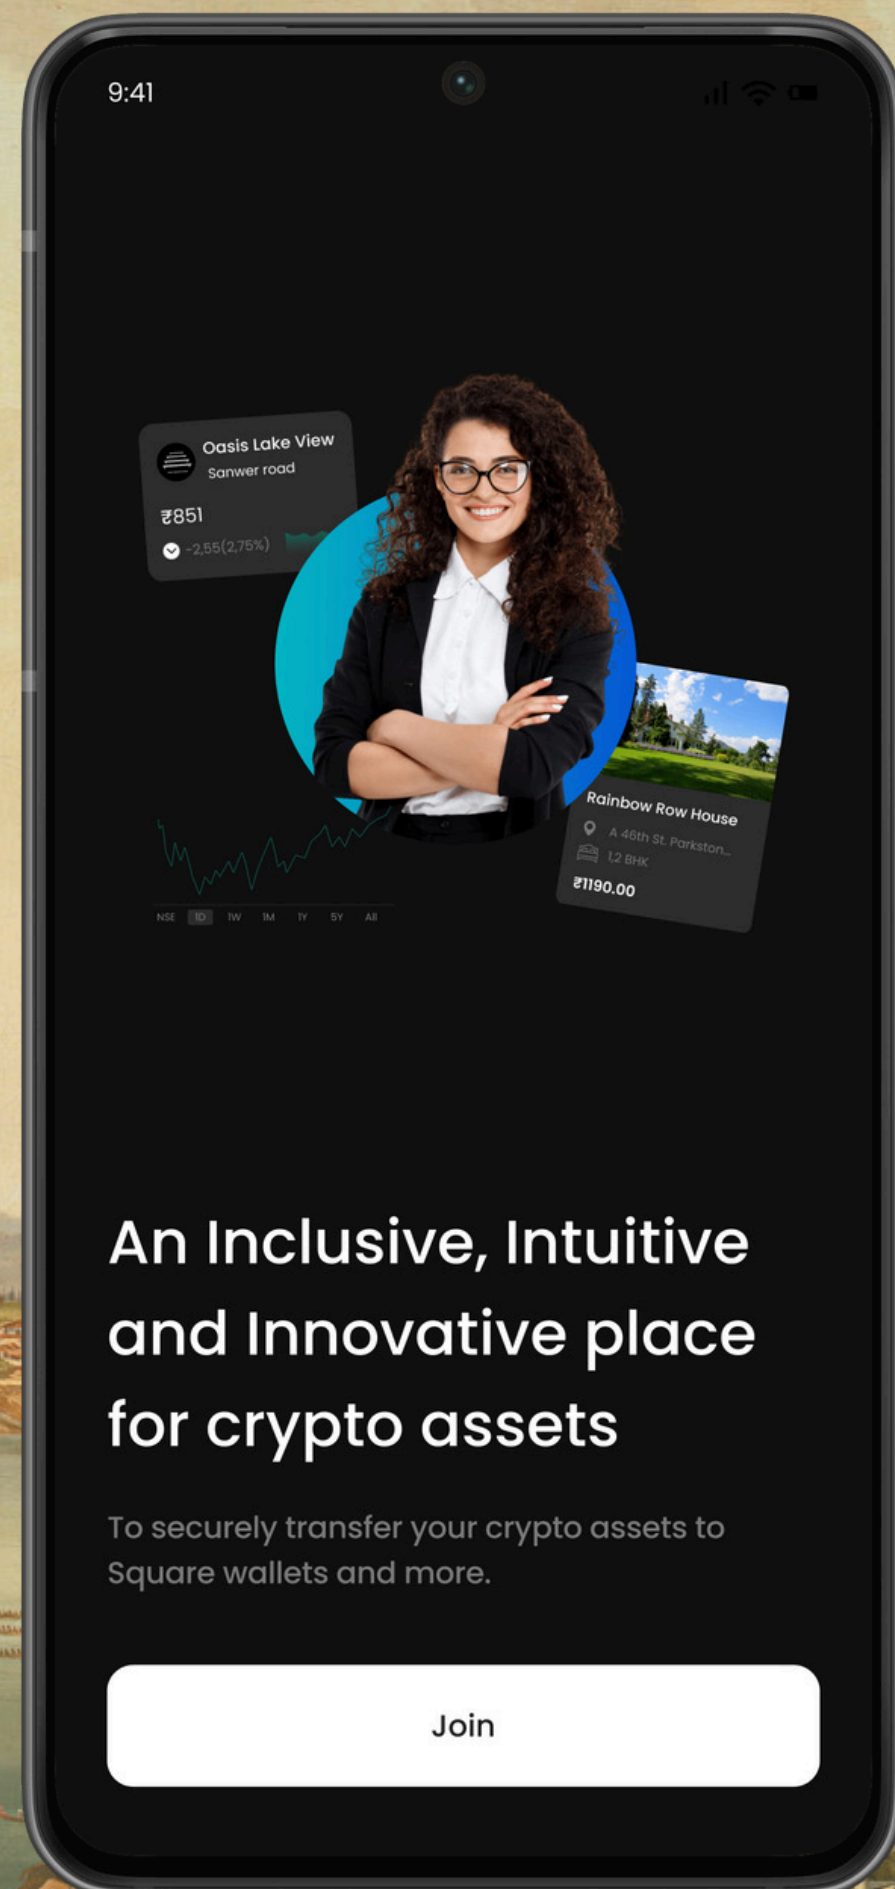 9:41
Oasis Lake View
Sanwer road
₹851
-2,55(2,75%)
Rainbow Row House
A 46th St. Parkston...
1,2 BHK
₹1190.00
NSE 1D 1W 1M 1Y 5Y All
An Inclusive, Intuitive
and Innovative place
for crypto assets
To securely transfer your crypto assets to
Square wallets and more.
Join